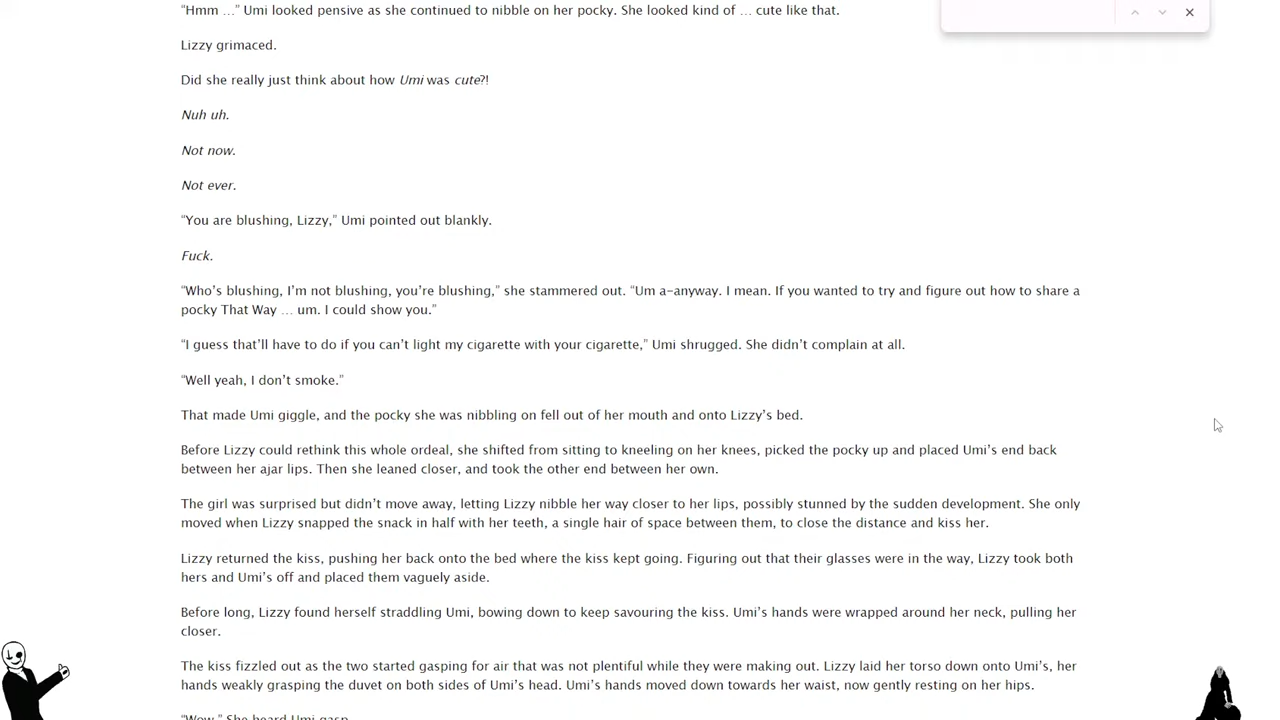 “Hmm …” Umi looked pensive as she continued to nibble on her pocky. She looked kind of … cute like that.
Lizzy grimaced.
Did she really just think about how Umi was cute?!
Nuh uh.
Not now.
Not ever.
“You are blushing, Lizzy,” Umi pointed out blankly.
Fuck.
“Who’s blushing, I’m not blushing, you’re blushing,” she stammered out. “Um a–anyway. I mean. If you wanted to try and figure out how to share a
pocky That Way … um. I could show you.”
“I guess that’ll have to do if you can’t light my cigarette with your cigarette,” Umi shrugged. She didn’t complain at all.
“Well yeah, I don’t smoke.”
That made Umi giggle, and the pocky she was nibbling on fell out of her mouth and onto Lizzy’s bed.
Before Lizzy could rethink this whole ordeal, she shifted from sitting to kneeling on her knees, picked the pocky up and placed Umi’s end back
between her ajar lips. Then she leaned closer, and took the other end between her own.
The girl was surprised but didn’t move away, letting Lizzy nibble her way closer to her lips, possibly stunned by the sudden development. She only
moved when Lizzy snapped the snack in half with her teeth, a single hair of space between them, to close the distance and kiss her.
Lizzy returned the kiss, pushing her back onto the bed where the kiss kept going. Figuring out that their glasses were in the way, Lizzy took both
hers and Umi’s off and placed them vaguely aside.
Before long, Lizzy found herself straddling Umi, bowing down to keep savouring the kiss. Umi’s hands were wrapped around her neck, pulling her
closer.
The kiss fizzled out as the two started gasping for air that was not plentiful while they were making out. Lizzy laid her torso down onto Umi’s, her
hands weakly grasping the duvet on both sides of Umi’s head. Umi’s hands moved down towards her waist, now gently resting on her hips.
“Wow,” She heard Umi gasp.